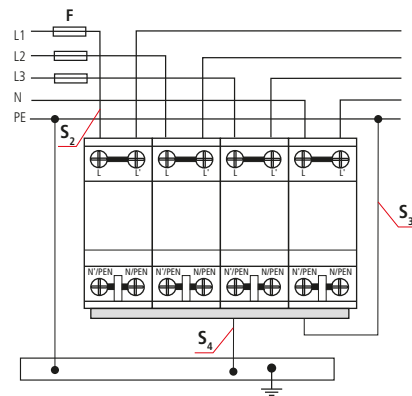 F
L1
L2
L3
N
PE
S2
L L' L L' L L' L L'
S3
N'/PEN N/PEN N'/PEN N/PEN N'/PEN N/PEN N'/PEN N/PEN
S4